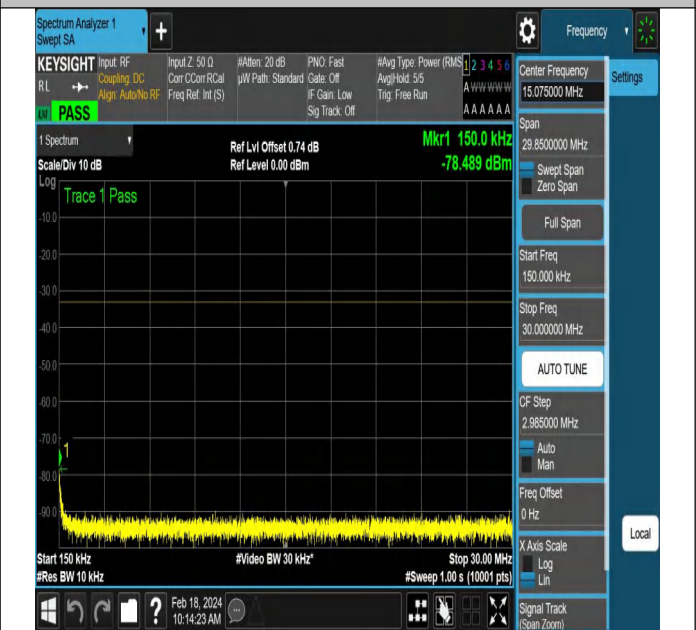 Spectrum Analyzer 1
Swept SA
+
Frequency
KEYSIGHT
RL
PASS
Input: RF
Coupling: DC
Align: Auto/No RF
Input Z: 50 Ω
Corr CCorr RCal
Freq Ref: Int (S)
#Atten: 20 dB
µW Path: Standard
PNO: Fast
Gate: Off
IF Gain: Low
Sig Track: Off
#Avg Type: Power (RMS
Avg|Hold: 5/5
Trig: Free Run
1 2 3 4 5 6
A W W W W W
A A A A A A
1 Spectrum
Scale/Div 10 dB
Ref Lvl Offset 0.74 dB
Ref Level 0.00 dBm
Mkr1 150.0 kHz
-78.489 dBm
Log
Trace 1 Pass
-10.0
-20.0
-30.0
-40.0
-50.0
-60.0
-70.0
1
-80.0
-90.0
Start 150 kHz
#Res BW 10 kHz
#Video BW 30 kHz*
Stop 30.00 MHz
#Sweep 1.00 s (10001 pts)
Center Frequency
15.075000 MHz
Settings
Span
29.8500000 MHz
Swept Span
Zero Span
Full Span
Start Freq
150.000 kHz
Stop Freq
30.000000 MHz
AUTO TUNE
CF Step
2.985000 MHz
Auto
Man
Freq Offset
0 Hz
Local
X Axis Scale
Log
Lin
Signal Track
(Span Zoom)
?
Feb 18, 2024
10:14:23 AM